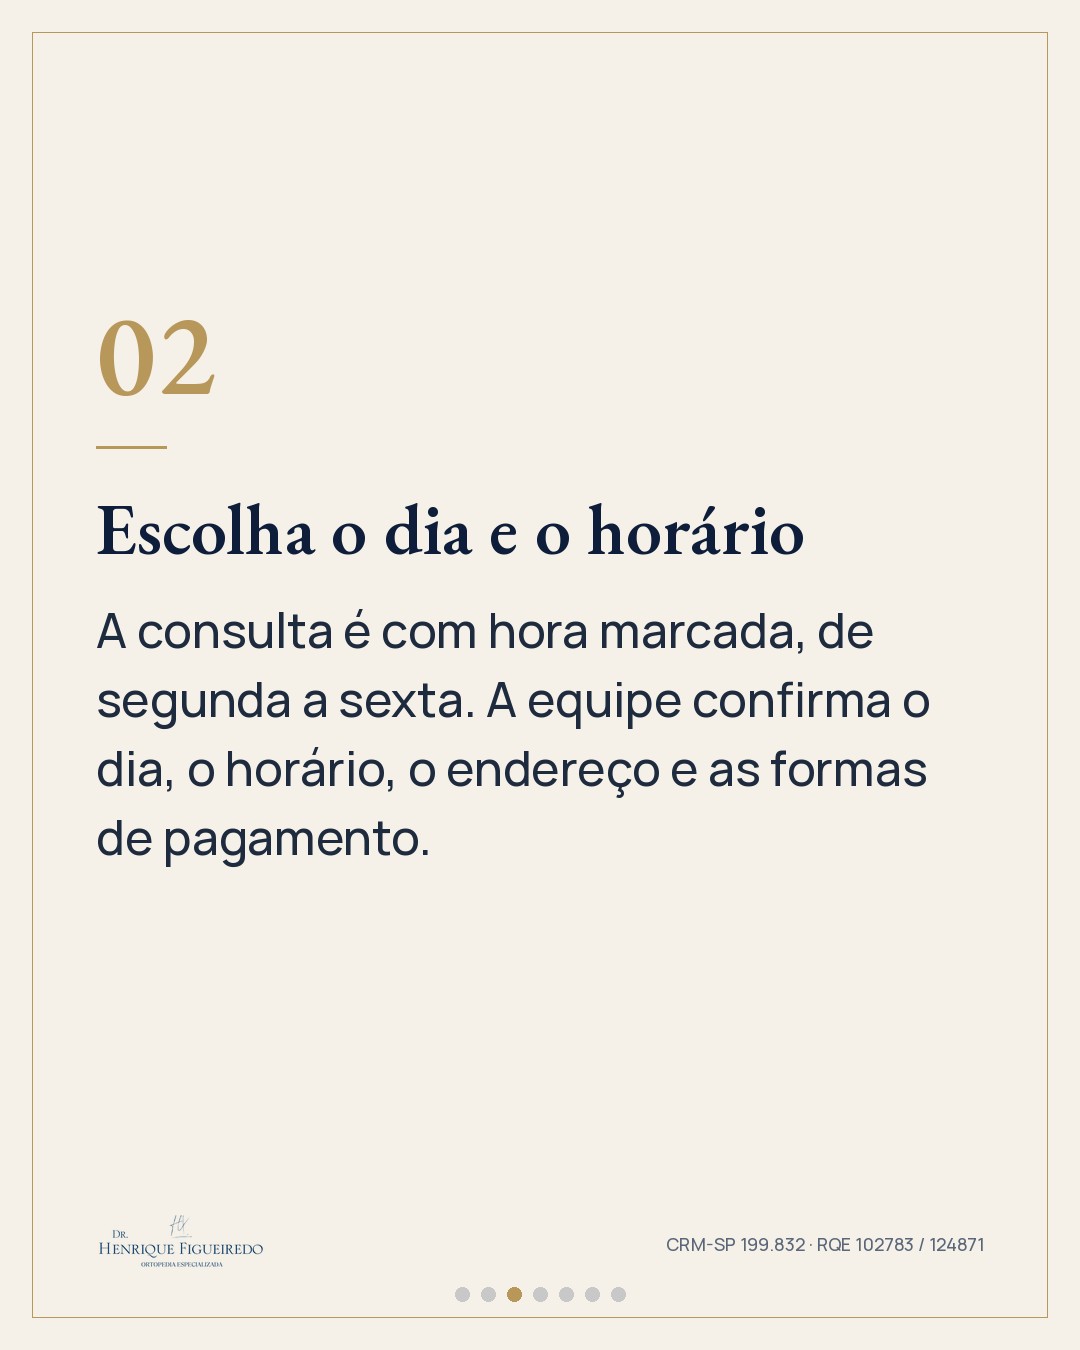 02
Escolha o dia e o horário
A consulta é com hora marcada, de
segunda a sexta. A equipe confirma o
dia, o horário, o endereço e as formas
de pagamento.
DR.
HENRIQUE FIGUEIREDO
ORTOPEDIA ESPECIALIZADA
CRM-SP 199.832 · RQE 102783 / 124871